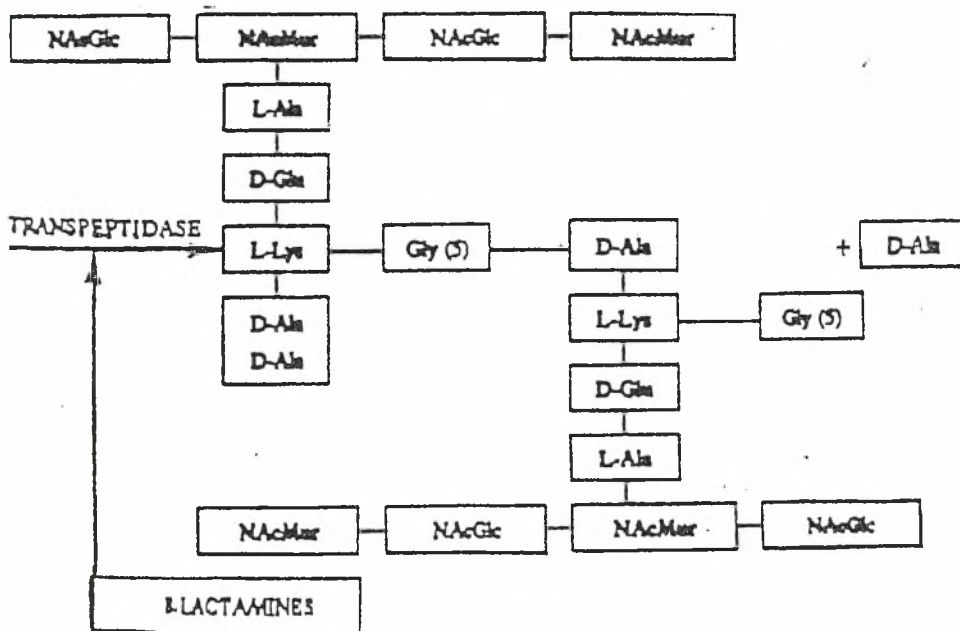 NAcGlc NAcMur NAcGlc NAcMur
L-Ala
D-Glu
TRANSPEPTIDASE
L-Lys Gly (5) D-Ala + D-Ala
D-Ala L-Lys Gly (5)
D-Ala
D-Glu
L-Ala
NAcMur NAcGlc NAcMur NAcGlc
B-LACTAMINES